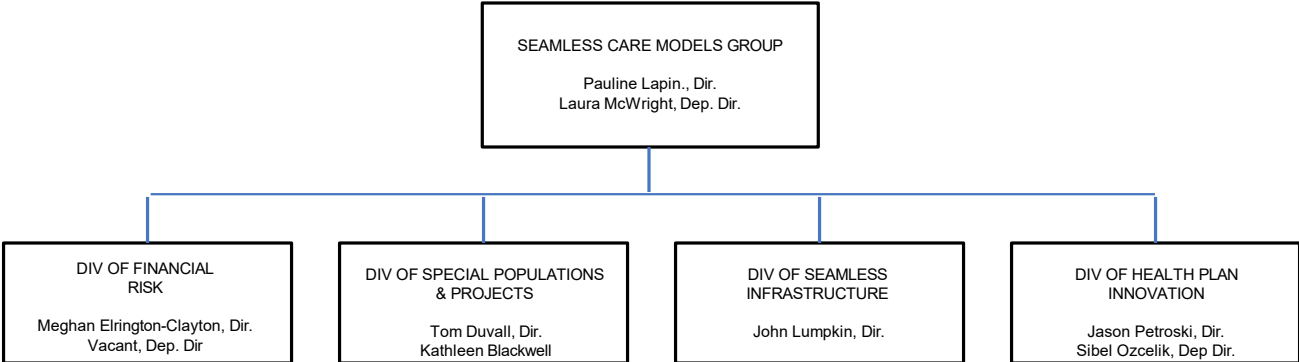 SEAMLESS CARE MODELS GROUP
Pauline Lapin., Dir.
Laura McWright, Dep. Dir.
DIV OF FINANCIAL
RISK
Meghan Elrington-Clayton, Dir.
Vacant, Dep. Dir
DIV OF SPECIAL POPULATIONS
& PROJECTS
Tom Duvall, Dir.
Kathleen Blackwell
DIV OF SEAMLESS
INFRASTRUCTURE
John Lumpkin, Dir.
DIV OF HEALTH PLAN
INNOVATION
Jason Petroski, Dir.
Sibel Ozcelik, Dep Dir.